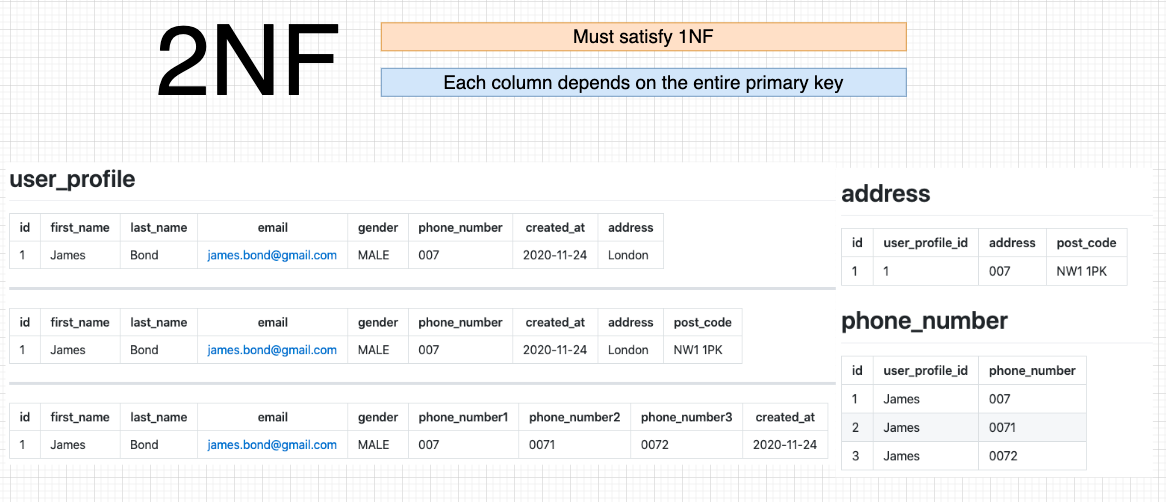 2NF
Must satisfy 1NF
Each column depends on the entire primary key
user_profile
id first_name last_name email gender phone_number created_at address
1 James Bond james.bond@gmail.com MALE 007 2020-11-24 London
id first_name last_name email gender phone_number created_at address post_code
1 James Bond james.bond@gmail.com MALE 007 2020-11-24 London NW1 1PK
id first_name last_name email gender phone_number1 phone_number2 phone_number3 created_at
1 James Bond james.bond@gmail.com MALE 007 0071 0072 2020-11-24
address
id user_profile_id address post_code
1 1 007 NW1 1PK
phone_number
id user_profile_id phone_number
1 James 007
2 James 0071
3 James 0072